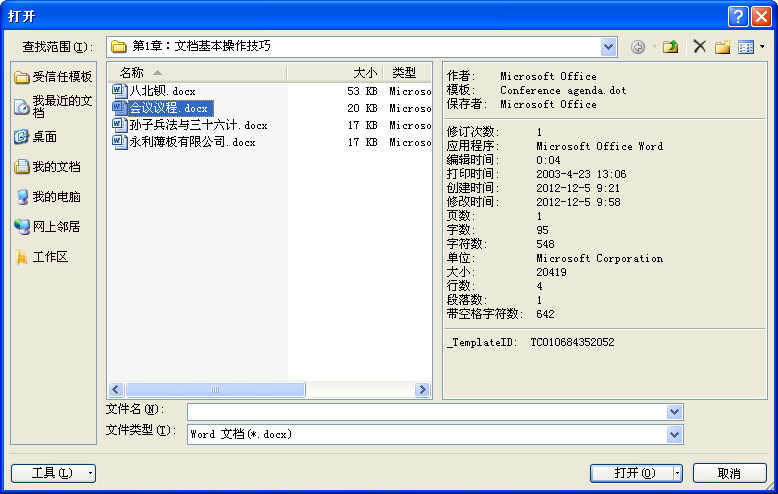 打开
查找范围(I):
第1章：文档基本操作技巧
受信任模板
我最近的文档
桌面
我的文档
我的电脑
网上邻居
工作区
名称 大小 类型
八北钡.docx 53 KB Microso
会议议程.docx 20 KB Microso
孙子兵法与三十六计.docx 17 KB Microso
永利薄板有限公司.docx 17 KB Microso
作者: Microsoft Office
模板: Conference agenda.dot
保存者: Microsoft Office
修订次数: 1
应用程序: Microsoft Office Word
编辑时间: 0:04
打印时间: 2003-4-23 13:06
创建时间: 2012-12-5 9:21
修改时间: 2012-12-5 9:58
页数: 1
字数: 95
字符数: 548
单位: Microsoft Corporation
大小: 20419
行数: 4
段落数: 1
带空格字符数: 642
_TemplateID: TC010684352052
文件名(N):
文件类型(T): Word 文档(*.docx)
工具(L) 打开(O) 取消